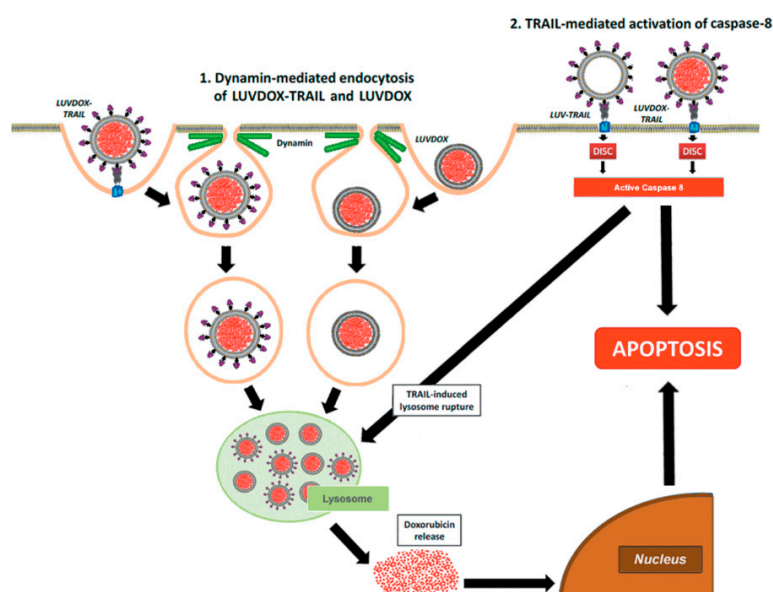 2. TRAIL-mediated activation of caspase-8
1. Dynamin-mediated endocytosis
of LUVDOX-TRAIL and LUVDOX
LUVDOX-
TRAIL
Dynamin
LUVDOX
LUV-TRAIL
LUVDOX-
TRAIL
DISC
DISC
Active Caspase 8
APOPTOSIS
TRAIL-induced
lysosome rupture
Lysosome
Doxorubicin
release
Nucleus